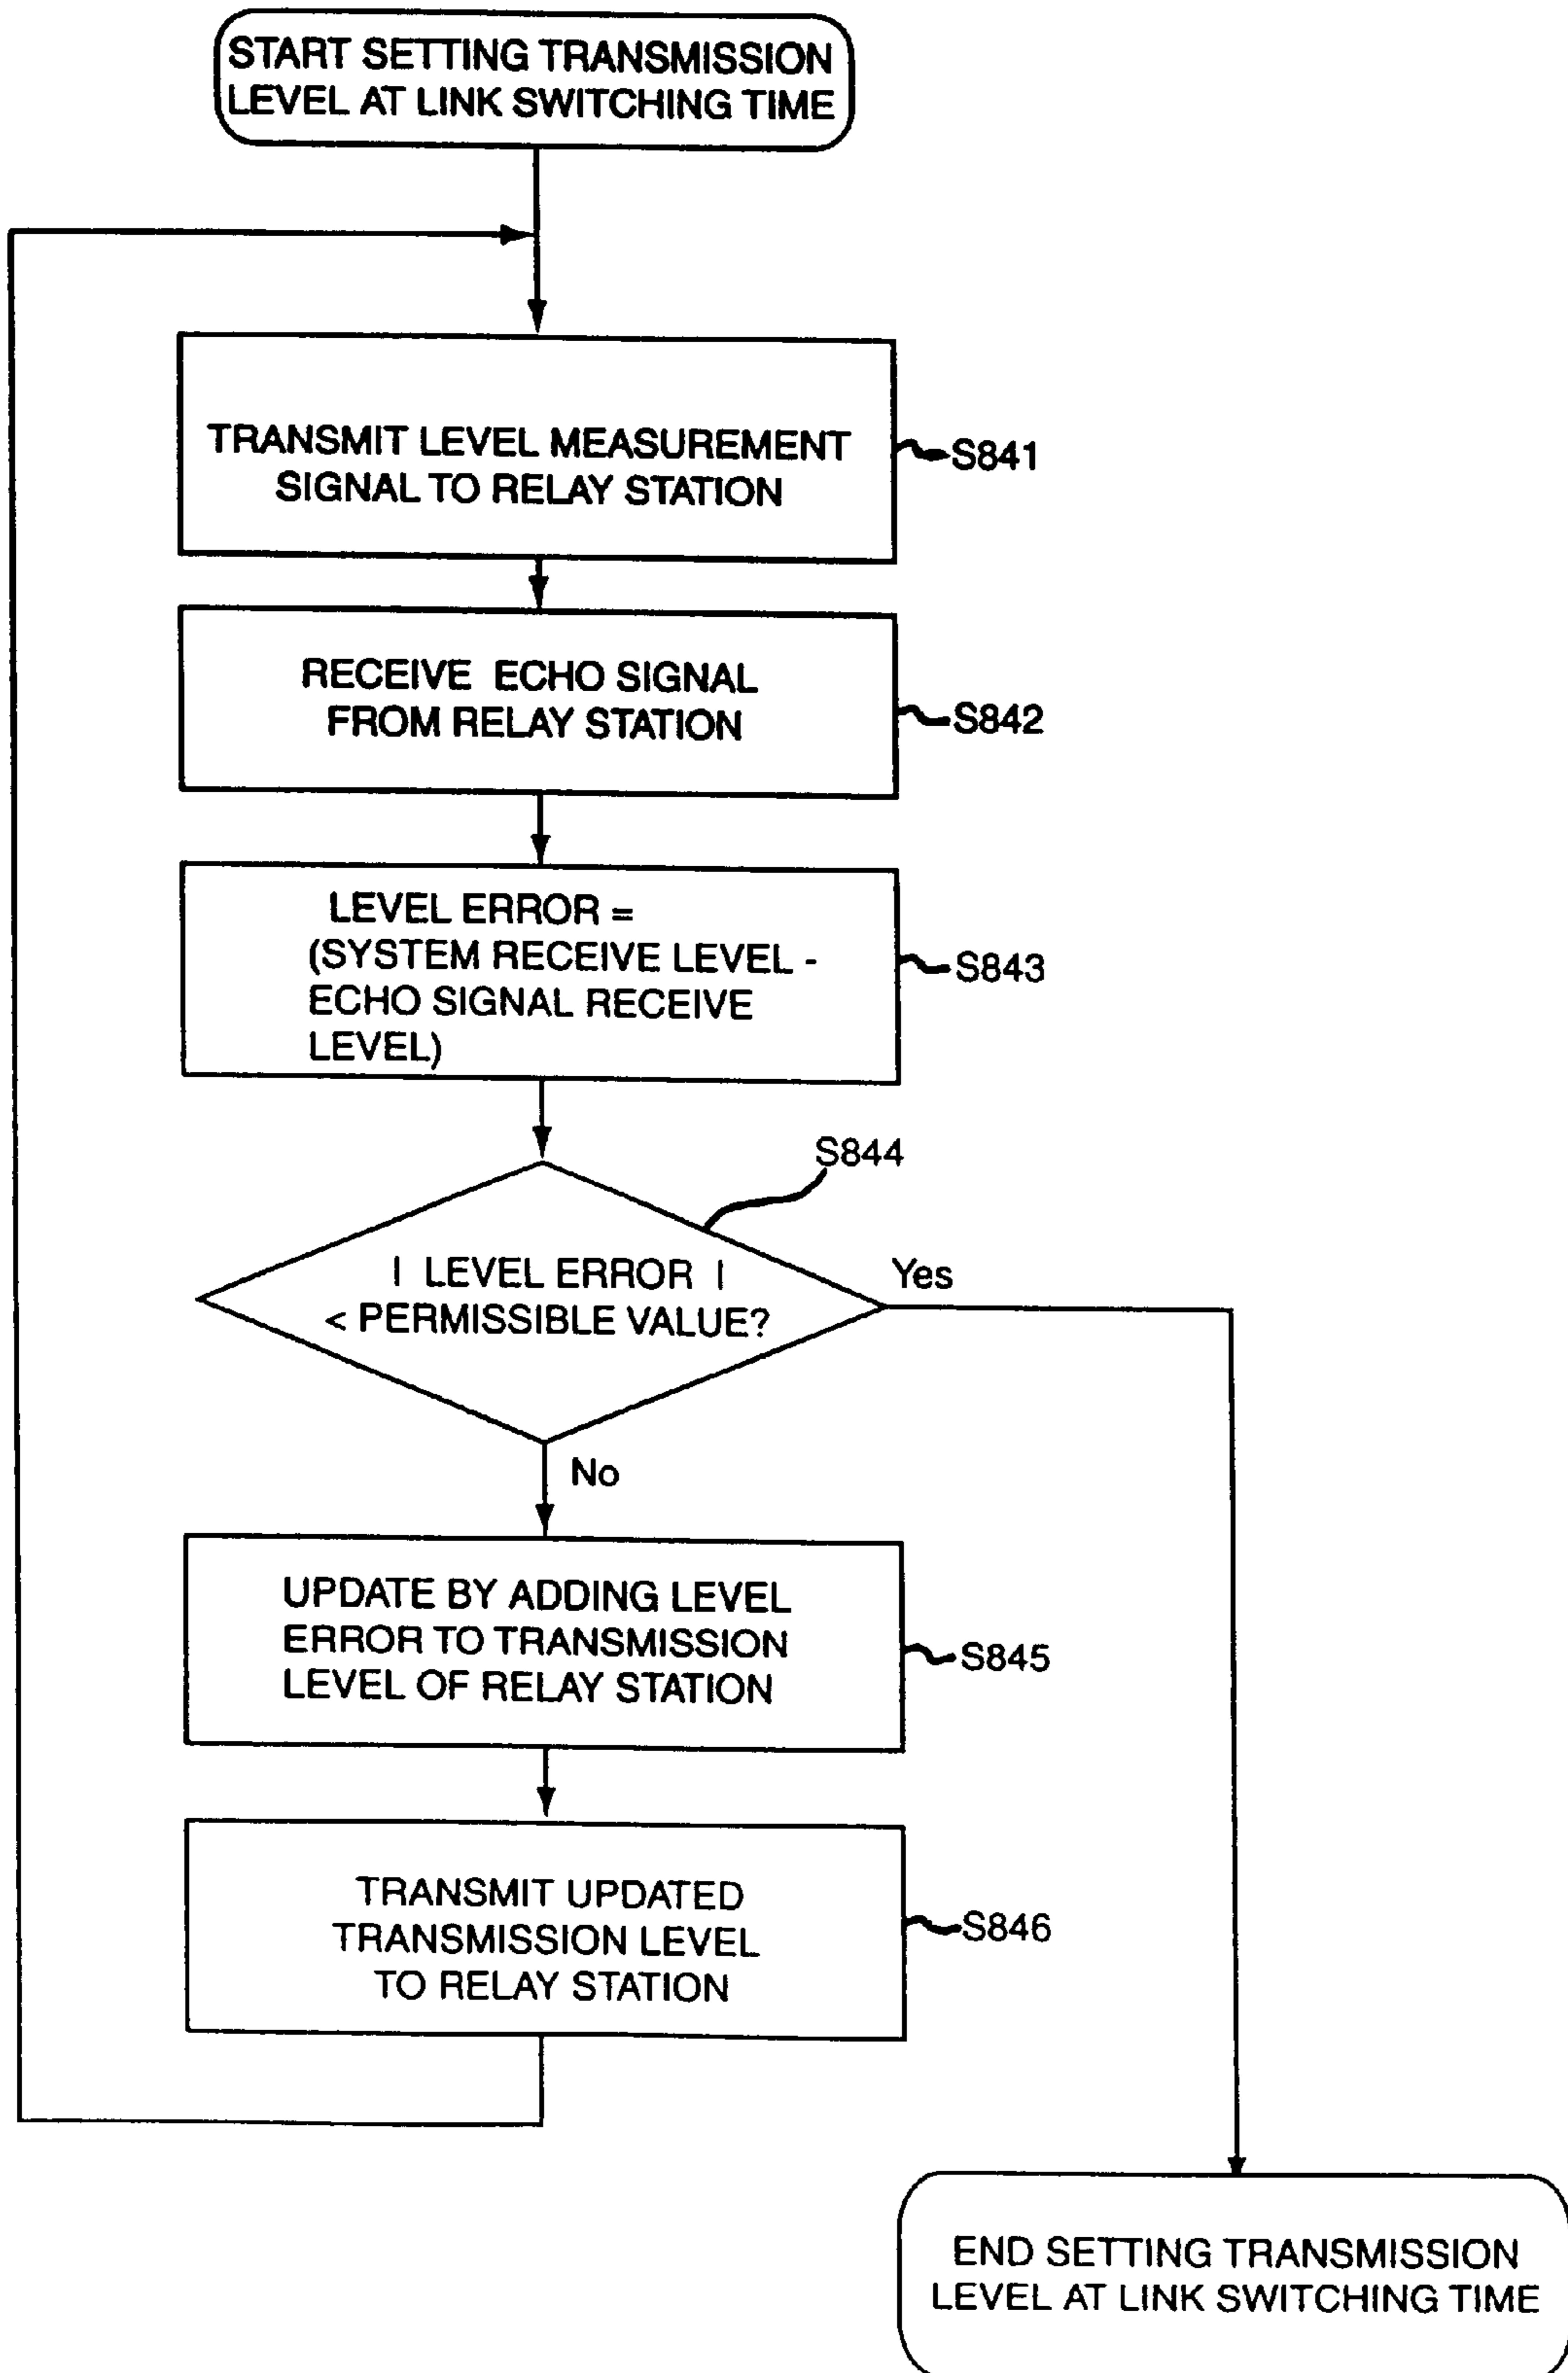 START SETTING TRANSMISSION
LEVEL AT LINK SWITCHING TIME
TRANSMIT LEVEL MEASUREMENT
SIGNAL TO RELAY STATION
S841
RECEIVE ECHO SIGNAL
FROM RELAY STATION
S842
LEVEL ERROR =
(SYSTEM RECEIVE LEVEL -
ECHO SIGNAL RECEIVE
LEVEL)
S843
S844
| LEVEL ERROR |
< PERMISSIBLE VALUE?
Yes
No
UPDATE BY ADDING LEVEL
ERROR TO TRANSMISSION
LEVEL OF RELAY STATION
S845
TRANSMIT UPDATED
TRANSMISSION LEVEL
TO RELAY STATION
S846
END SETTING TRANSMISSION
LEVEL AT LINK SWITCHING TIME